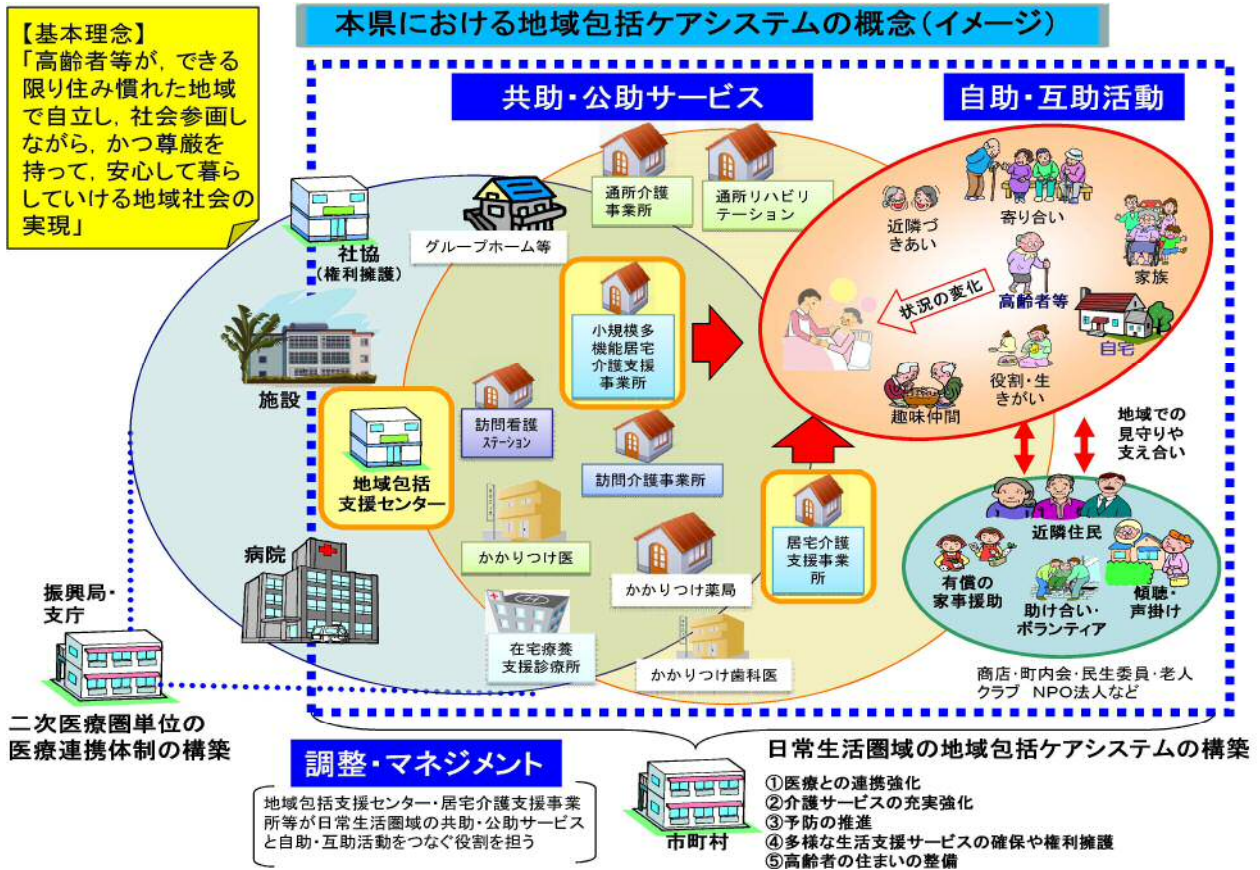 本県における地域包括ケアシステムの概念(イメージ)
【基本理念】
「高齢者等が，できる
限り住み慣れた地域
で自立し，社会参画し
ながら，かつ尊厳を
持って，安心して暮ら
していける地域社会の
実現」
共助・公助サービス
自助・互助活動
通所介護
事業所
通所リハビリ
テーション
社協
(権利擁護)
グループホーム等
小規模多
機能居宅
介護支援
事業所
施設
訪問看護
ステーション
地域包括
支援センター
訪問介護事業所
かかりつけ医
病院
かかりつけ薬局
在宅療養
支援診療所
かかりつけ歯科医
居宅介護
支援事業
所
近隣づ
きあい
寄り合い
家族
高齢者等
状況の変化
自宅
役割・生
きがい
趣味仲間
地域での
見守りや
支え合い
近隣住民
有償の
家事援助
助け合い・
ボランティア
傾聴・
声掛け
商店・町内会・民生委員・老人
クラブ　NPO法人など
振興局・
支庁
二次医療圏単位の
医療連携体制の構築
調整・マネジメント
地域包括支援センター・居宅介護支援事業
所等が日常生活圏域の共助・公助サービス
と自助・互助活動をつなぐ役割を担う
市町村
日常生活圏域の地域包括ケアシステムの構築
①医療との連携強化
②介護サービスの充実強化
③予防の推進
④多様な生活支援サービスの確保や権利擁護
⑤高齢者の住まいの整備